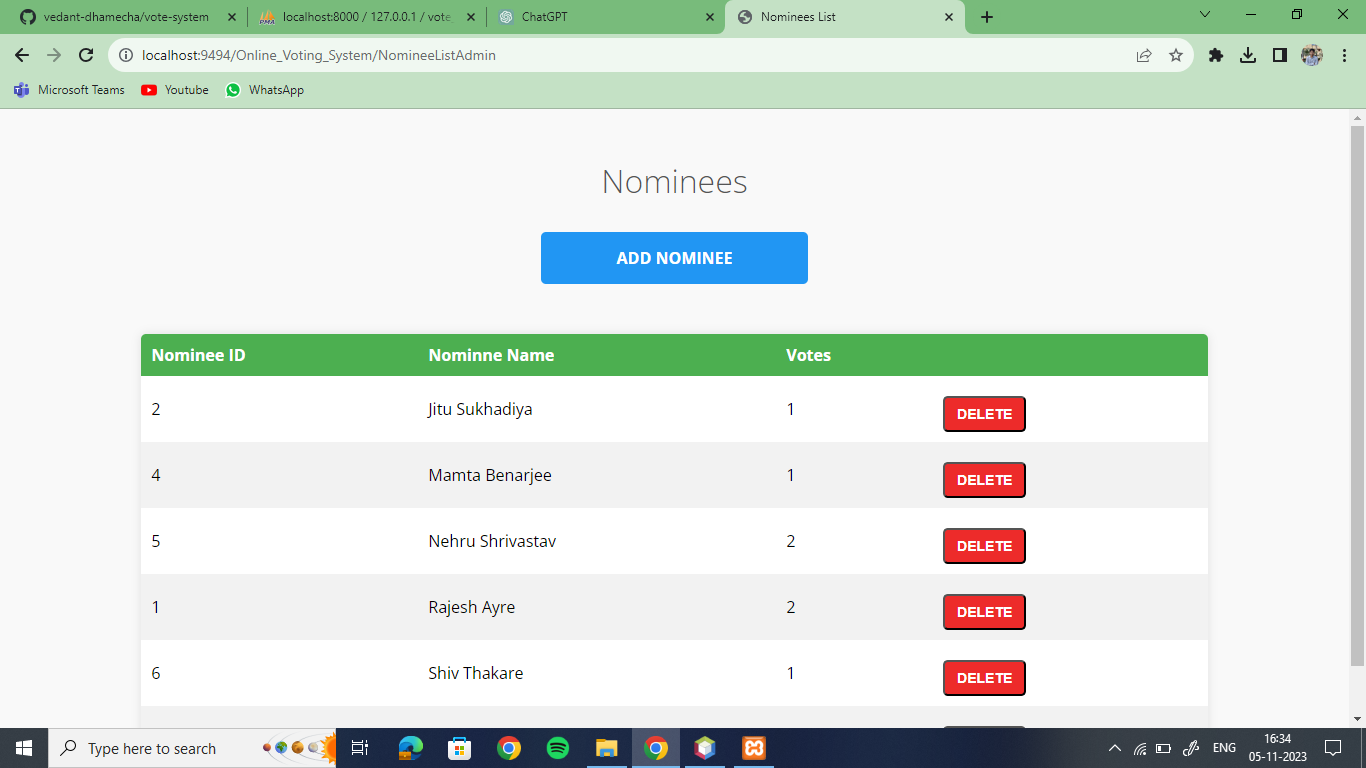 vedant-dhamecha/vote-system
localhost:8000 / 127.0.0.1 / vote_
ChatGPT
Nominees List
localhost:9494/Online_Voting_System/NomineeListAdmin
Microsoft Teams Youtube WhatsApp
Nominees
ADD NOMINEE
Nominee ID Nominne Name Votes
2 Jitu Sukhadiya 1 DELETE
4 Mamta Benarjee 1 DELETE
5 Nehru Shrivastav 2 DELETE
1 Rajesh Ayre 2 DELETE
6 Shiv Thakare 1 DELETE
Type here to search
ENG
16:34
05-11-2023